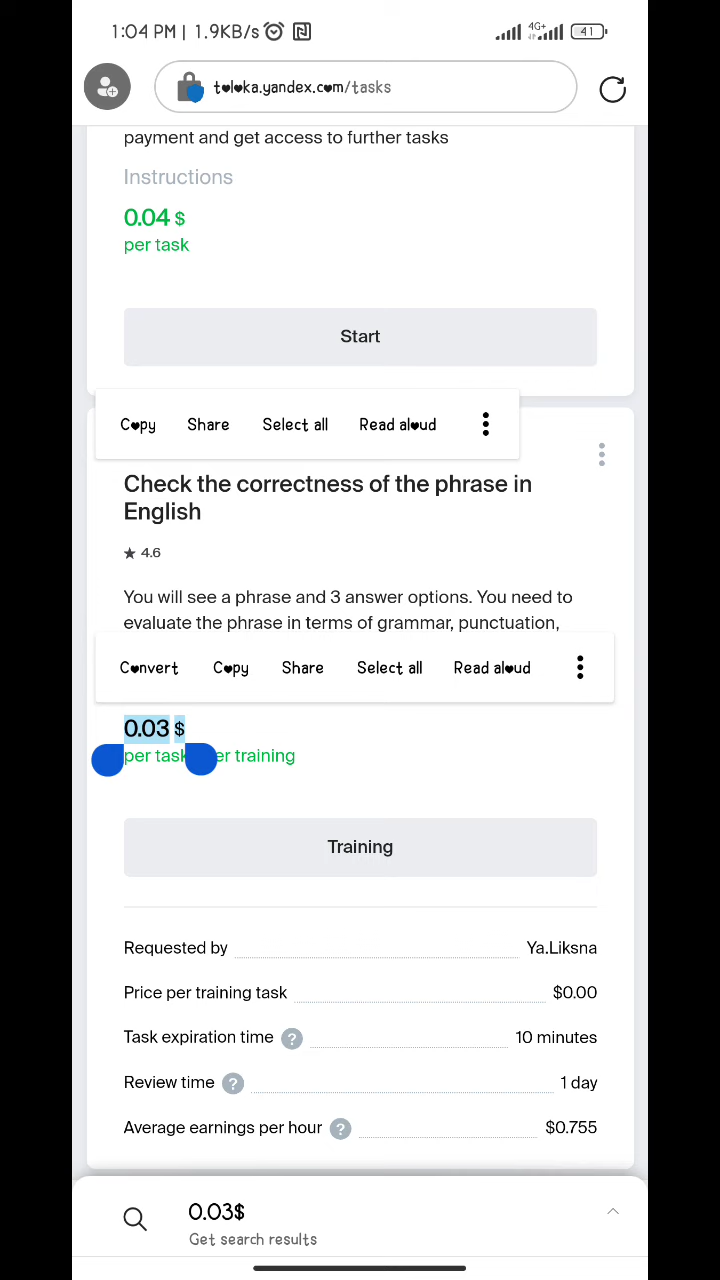 1:04 PM | 1.9KB/s
4G+
41
toloka.yandex.com/tasks
payment and get access to further tasks
Instructions
0.04 $
per task
Start
Copy Share Select all Read aloud
Check the correctness of the phrase in
English
★ 4.6
You will see a phrase and 3 answer options. You need to
evaluate the phrase in terms of grammar, punctuation,
Convert Copy Share Select all Read aloud
0.03 $
per task er training
Training
Requested by Ya.Liksna
Price per training task $0.00
Task expiration time ? 10 minutes
Review time ? 1 day
Average earnings per hour ? $0.755
0.03$
Get search results